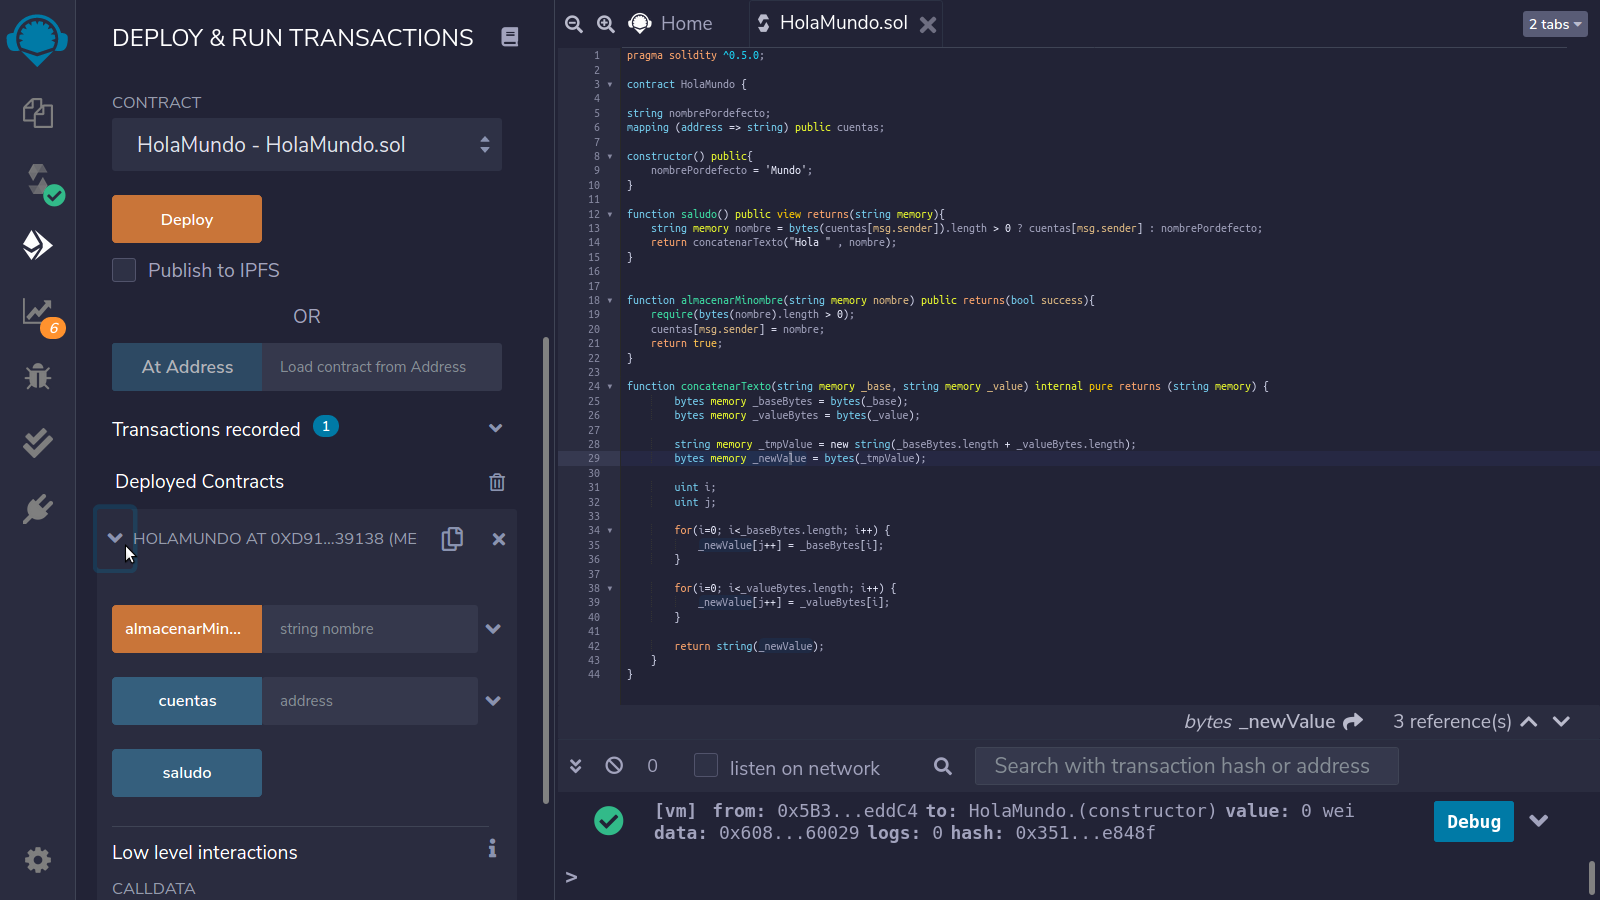 DEPLOY & RUN TRANSACTIONS
CONTRACT
HolaMundo - HolaMundo.sol
Deploy
Publish to IPFS
OR
At Address
Load contract from Address
Transactions recorded 1
Deployed Contracts
HOLAMUNDO AT 0XD91...39138 (ME
almacenarMin...
string nombre
cuentas
address
saludo
Low level interactions
CALLDATA
6
Home
HolaMundo.sol
2 tabs
1 pragma solidity ^0.5.0;
2
3 contract HolaMundo {
4
5 string nombrePordefecto;
6 mapping (address => string) public cuentas;
7
8 constructor() public{
9 nombrePordefecto = 'Mundo';
10 }
11
12 function saludo() public view returns(string memory){
13 string memory nombre = bytes(cuentas[msg.sender]).length > 0 ? cuentas[msg.sender] : nombrePordefecto;
14 return concatenarTexto("Hola " , nombre);
15 }
16
17
18 function almacenarMinombre(string memory nombre) public returns(bool success){
19 require(bytes(nombre).length > 0);
20 cuentas[msg.sender] = nombre;
21 return true;
22 }
23
24 function concatenarTexto(string memory _base, string memory _value) internal pure returns (string memory) {
25 bytes memory _baseBytes = bytes(_base);
26 bytes memory _valueBytes = bytes(_value);
27
28 string memory _tmpValue = new string(_baseBytes.length + _valueBytes.length);
29 bytes memory _newValue = bytes(_tmpValue);
30
31 uint i;
32 uint j;
33
34 for(i=0; i<_baseBytes.length; i++) {
35 _newValue[j++] = _baseBytes[i];
36 }
37
38 for(i=0; i<_valueBytes.length; i++) {
39 _newValue[j++] = _valueBytes[i];
40 }
41
42 return string(_newValue);
43 }
44 }
bytes _newValue 3 reference(s)
0 listen on network Search with transaction hash or address
[vm] from: 0x5B3...eddC4 to: HolaMundo.(constructor) value: 0 wei
data: 0x608...60029 logs: 0 hash: 0x351...e848f
Debug
>